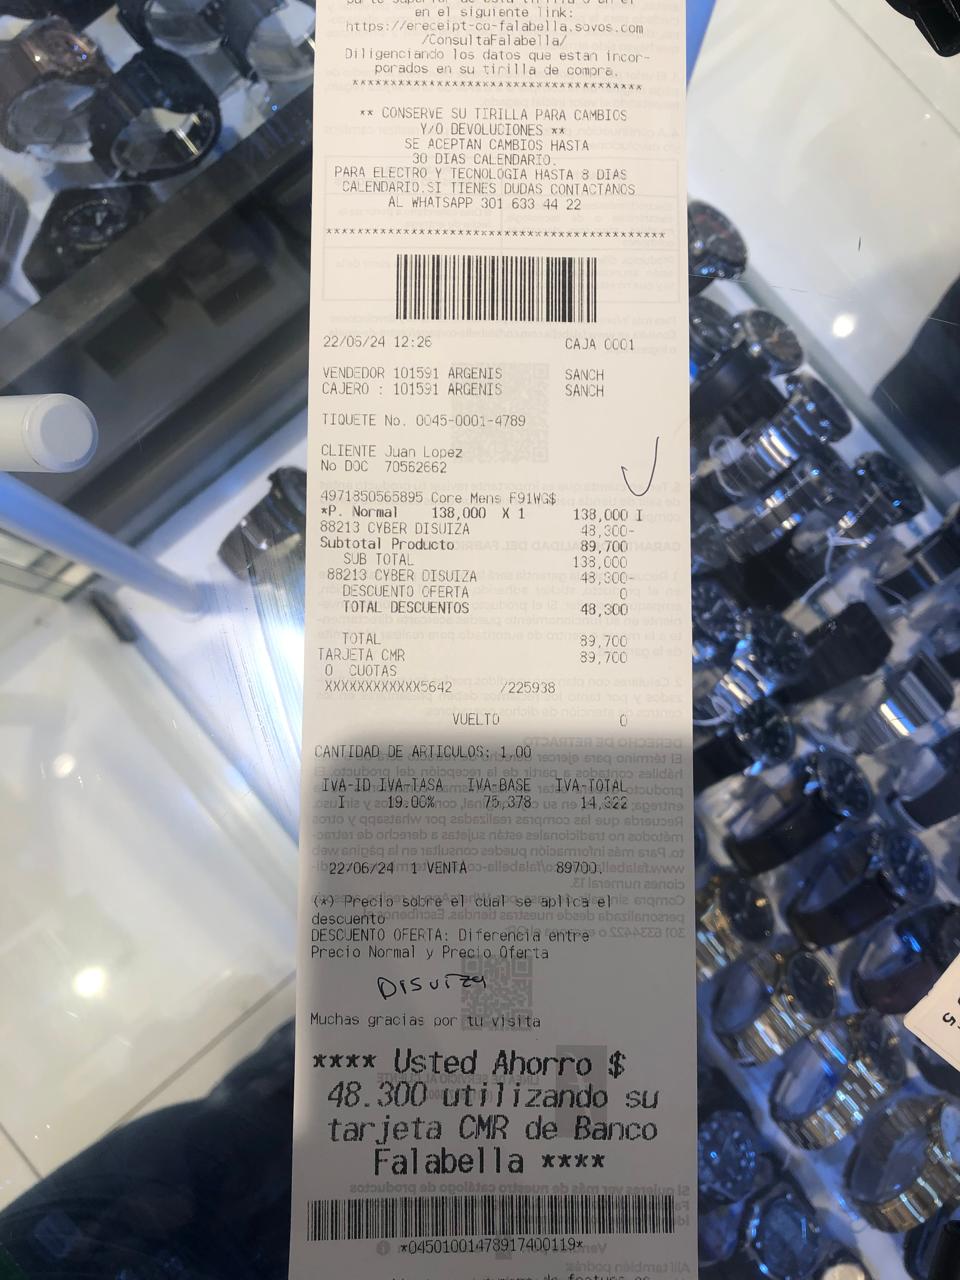 en el siguiente link:
https://ereceipt-co-falabella.sovos.com
/ConsultaFalabella/
Diligenciando los datos que estan incor-
porados en su tirilla de compra.
****************************************
** CONSERVE SU TIRILLA PARA CAMBIOS
Y/O DEVOLUCIONES **
SE ACEPTAN CAMBIOS HASTA
30 DIAS CALENDARIO.
PARA ELECTRO Y TECNOLOGIA HASTA 8 DIAS
CALENDARIO.SI TIENES DUDAS CONTACTANOS
AL WHATSAPP 301 633 44 22
****************************************
22/06/24 12:26 CAJA 0001
VENDEDOR 101591 ARGENIS SANCH
CAJERO : 101591 ARGENIS SANCH
TIQUETE No. 0045-0001-4789
CLIENTE Juan Lopez
No DOC 70562662
4971850565895 Core Mens F91WG$
*P. Normal 138,000 X 1 138,000 I
88213 CYBER DISUIZA 48,300-
Subtotal Producto 89,700
SUB TOTAL 138,000
88213 CYBER DISUIZA 48,300-
DESCUENTO OFERTA 0
TOTAL DESCUENTOS 48,300
TOTAL 89,700
TARJETA CMR 89,700
0 CUOTAS
XXXXXXXXXXXX5642 /225938
VUELTO 0
CANTIDAD DE ARTICULOS: 1.00
IVA-ID IVA-TASA IVA-BASE IVA-TOTAL
I 19.00% 75,378 14,322
22/06/24 1 VENTA 89700.
(*) Precio sobre el cual se aplica el
descuento
DESCUENTO OFERTA: Diferencia entre
Precio Normal y Precio Oferta
Disuiza
Muchas gracias por tu visita
**** Usted Ahorro $
48.300 utilizando su
tarjeta CMR de Banco
Falabella ****
*04501001478917400119*